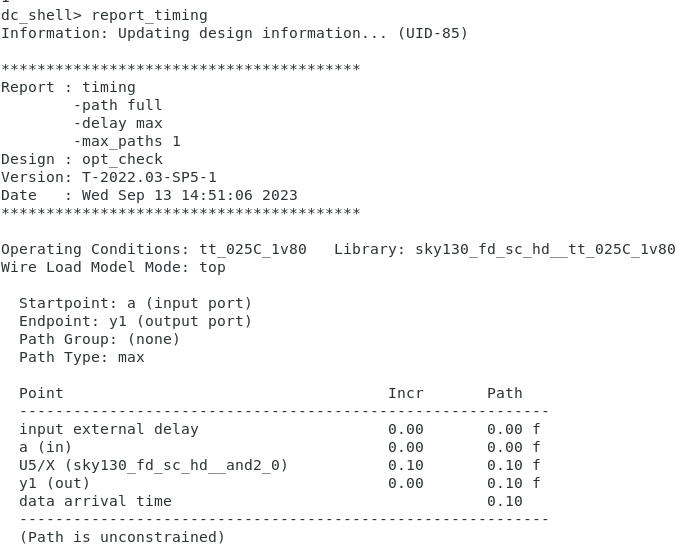 dc_shell> report_timing
Information: Updating design information... (UID-85)
****************************************
Report : timing
        -path full
        -delay max
        -max_paths 1
Design : opt_check
Version: T-2022.03-SP5-1
Date   : Wed Sep 13 14:51:06 2023
****************************************
Operating Conditions: tt_025C_1v80   Library: sky130_fd_sc_hd__tt_025C_1v80
Wire Load Model Mode: top
  Startpoint: a (input port)
  Endpoint: y1 (output port)
  Path Group: (none)
  Path Type: max
  Point                                    Incr       Path
  -----------------------------------------------------------
  input external delay                     0.00       0.00 f
  a (in)                                   0.00       0.00 f
  U5/X (sky130_fd_sc_hd__and2_0)           0.10       0.10 f
  y1 (out)                                 0.00       0.10 f
  data arrival time                                   0.10
  -----------------------------------------------------------
  (Path is unconstrained)